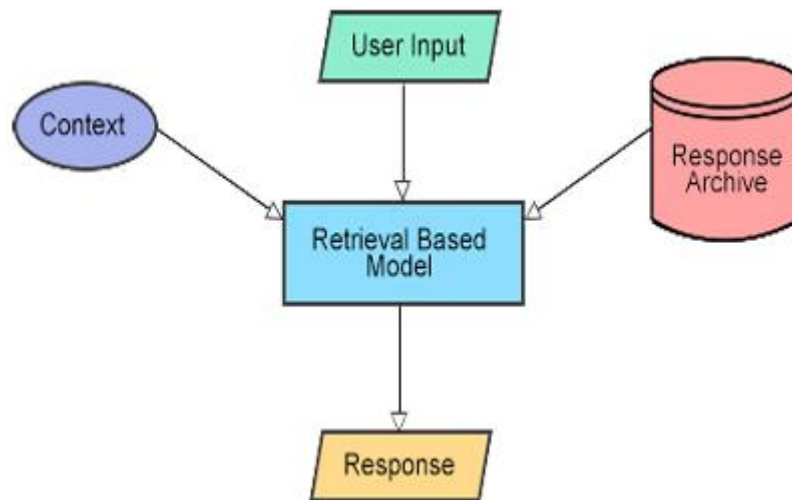 User Input
Context
Response
Archive
Retrieval Based
Model
Response